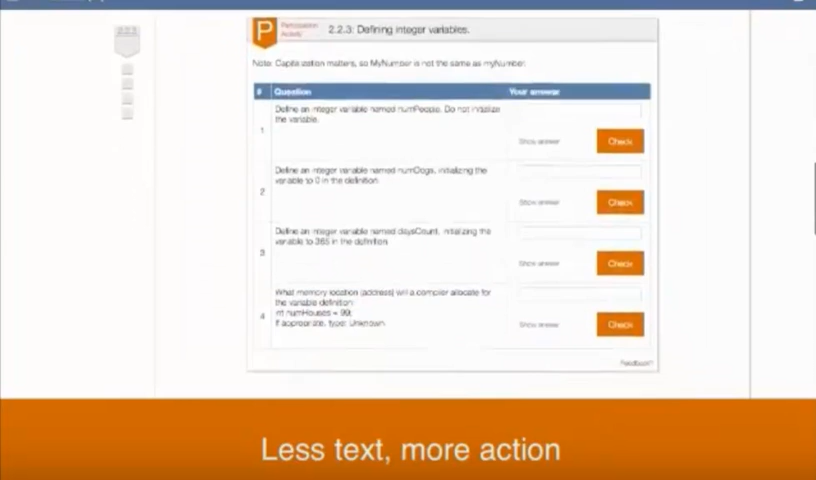 2.2.3
P
Participation
Activity
2.2.3: Defining integer variables.
Note: Capitalization matters, so MyNumber is not the same as myNumber.
# Question Your answer
1
Define an integer variable named numPeople. Do not initialize
the variable.
Show answer Check
2
Define an integer variable named numDogs, initializing the
variable to 0 in the definition.
Show answer Check
3
Define an integer variable named daysCount, initializing the
variable to 365 in the definition.
Show answer Check
4
What memory location (address) will a compiler allocate for
the variable definition:
int numHouses = 99;
If appropriate, type: Unknown
Show answer Check
Feedback?
Less text, more action